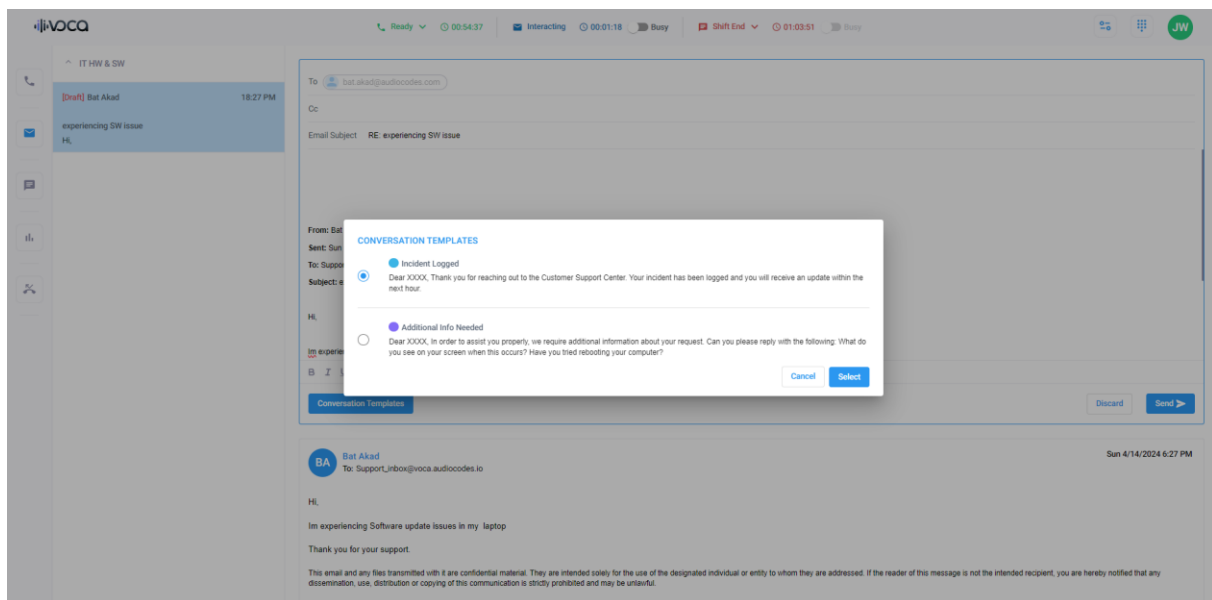 VOCA
Ready 00:54:37 Interacting 00:01:18 Busy Shift End 01:03:51 Busy JW
IT HW & SW
[Draft] Bat Akad 18:27 PM
experiencing SW issue
Hi,
To bat.akad@audiocodes.com
Cc
Email Subject RE: experiencing SW issue
From: Bat
Sent: Sun
To: Suppo
Subject: e
Hi,
Im experie
B I
CONVERSATION TEMPLATES
Incident Logged
Dear XXXX, Thank you for reaching out to the Customer Support Center. Your incident has been logged and you will receive an update within the
next hour.
Additional Info Needed
Dear XXXX, In order to assist you properly, we require additional information about your request. Can you please reply with the following: What do
you see on your screen when this occurs? Have you tried rebooting your computer?
Cancel Select
Conversation Templates Discard Send
BA Bat Akad Sun 4/14/2024 6:27 PM
To: Support_inbox@voca.audiocodes.io
Hi,
Im experiencing Software update issues in my laptop
Thank you for your support.
This email and any files transmitted with it are confidential material. They are intended solely for the use of the designated individual or entity to whom they are addressed. If the reader of this message is not the intended recipient, you are hereby notified that any
dissemination, use, distribution or copying of this communication is strictly prohibited and may be unlawful.